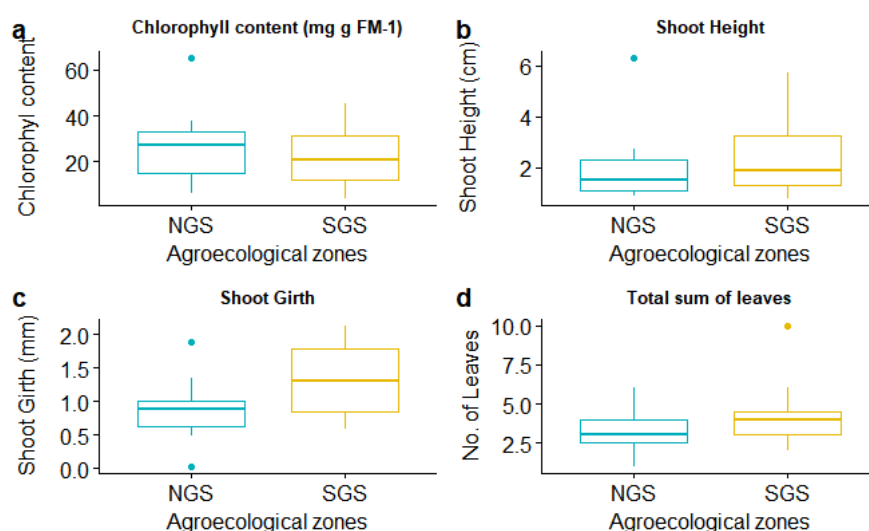 a
Chlorophyll content (mg g FM-1)
Chlorophyl content
60
40
20
NGS
SGS
Agroecological zones
b
Shoot Height
Shoot Height (cm)
6
4
2
NGS
SGS
Agroecological zones
c
Shoot Girth
Shoot Girth (mm)
2.0
1.5
1.0
0.5
0.0
NGS
SGS
Agroecological zones
d
Total sum of leaves
No. of Leaves
10.0
7.5
5.0
2.5
NGS
SGS
Agroecological zones